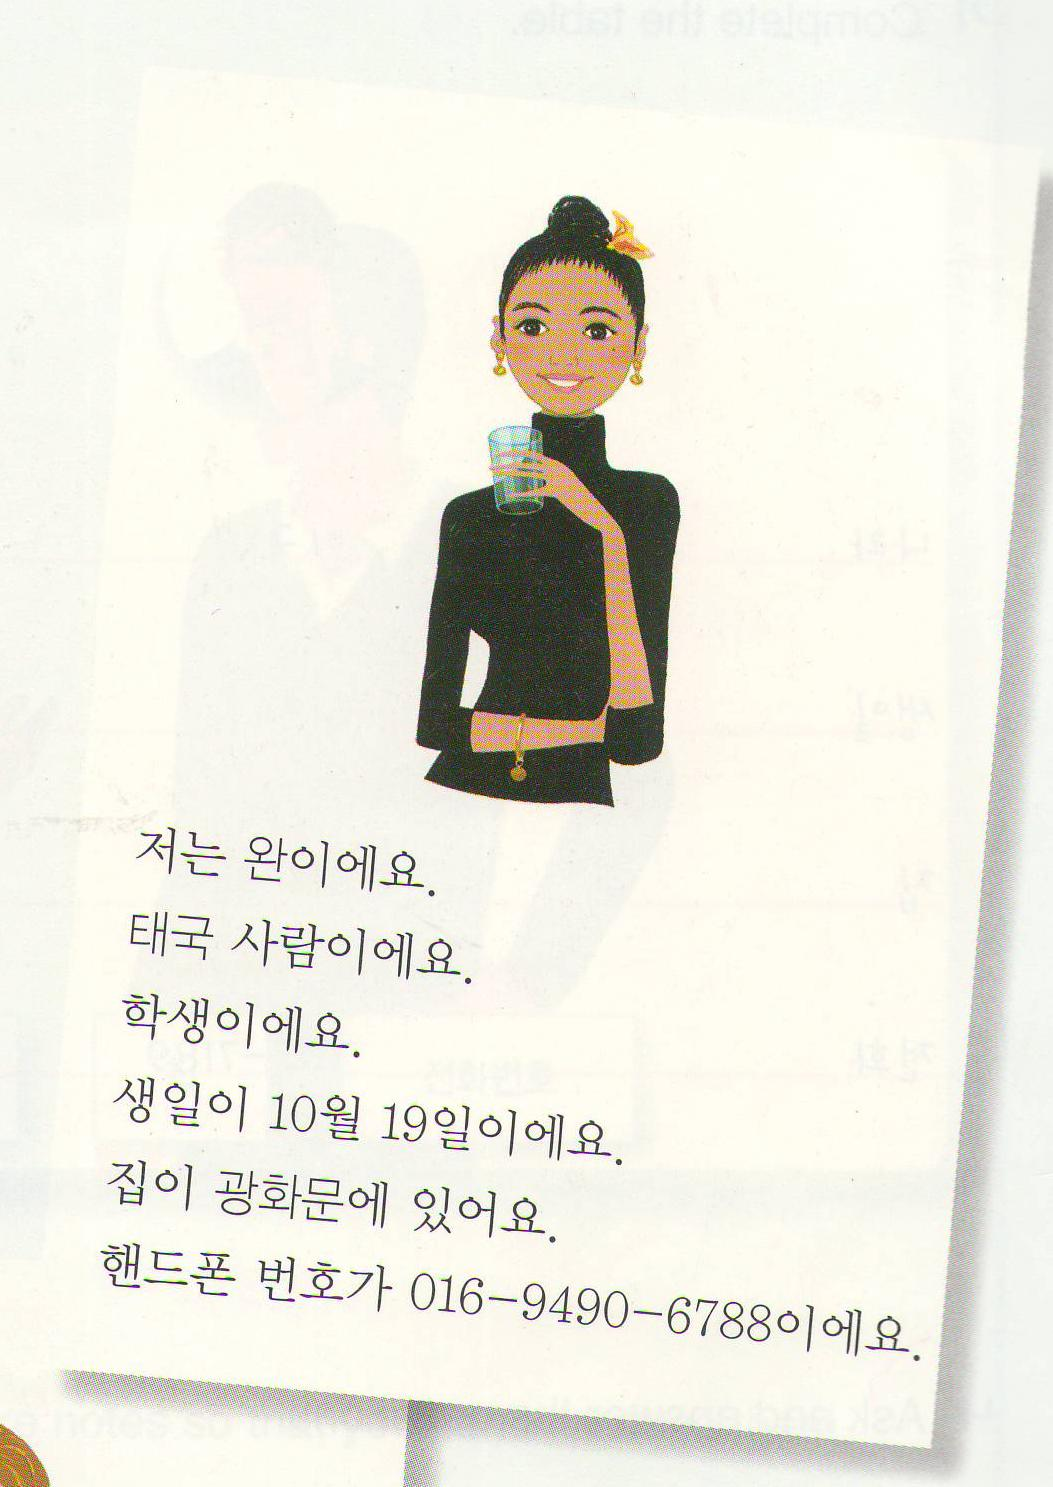 저는 완이에요.
태국 사람이에요.
학생이에요.
생일이 10월 19일이에요.
집이 광화문에 있어요.
핸드폰 번호가 016-9490-6788이에요.